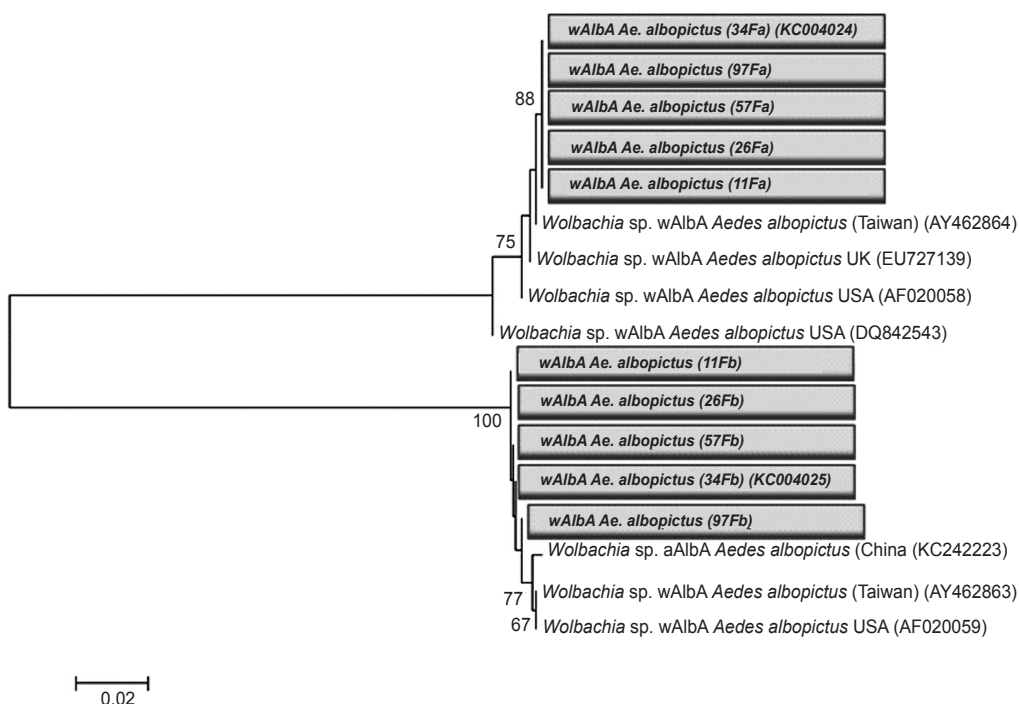 wAlbA Ae. albopictus (34Fa) (KC004024)
wAlbA Ae. albopictus (97Fa)
88
wAlbA Ae. albopictus (57Fa)
wAlbA Ae. albopictus (26Fa)
wAlbA Ae. albopictus (11Fa)
Wolbachia sp. wAlbA Aedes albopictus (Taiwan) (AY462864)
75
Wolbachia sp. wAlbA Aedes albopictus UK (EU727139)
Wolbachia sp. wAlbA Aedes albopictus USA (AF020058)
Wolbachia sp. wAlbA Aedes albopictus USA (DQ842543)
wAlbA Ae. albopictus (11Fb)
wAlbA Ae. albopictus (26Fb)
100
wAlbA Ae. albopictus (57Fb)
wAlbA Ae. albopictus (34Fb) (KC004025)
wAlbA Ae. albopictus (97Fb)
Wolbachia sp. aAlbA Aedes albopictus (China (KC242223)
Wolbachia sp. wAlbA Aedes albopictus (Taiwan) (AY462863)
77
67
Wolbachia sp. wAlbA Aedes albopictus USA (AF020059)
0.02